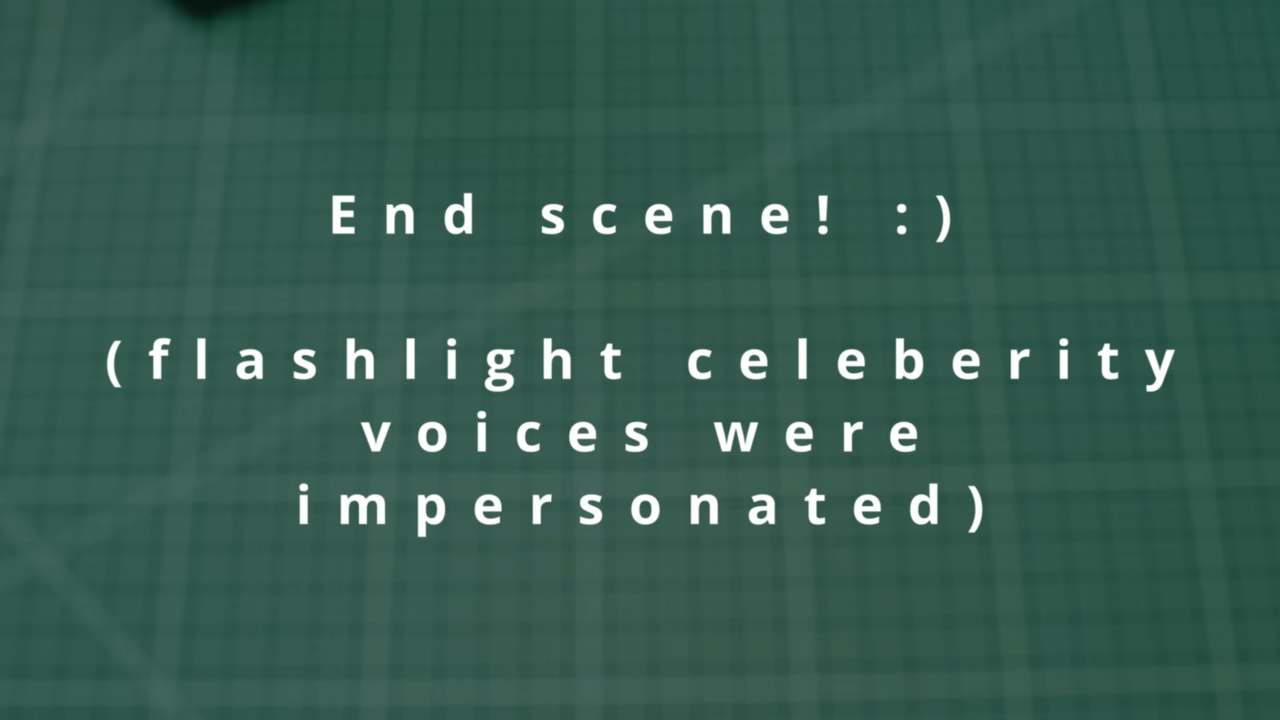 End scene! :)
(flashlight celeberity
voices were
impersonated)